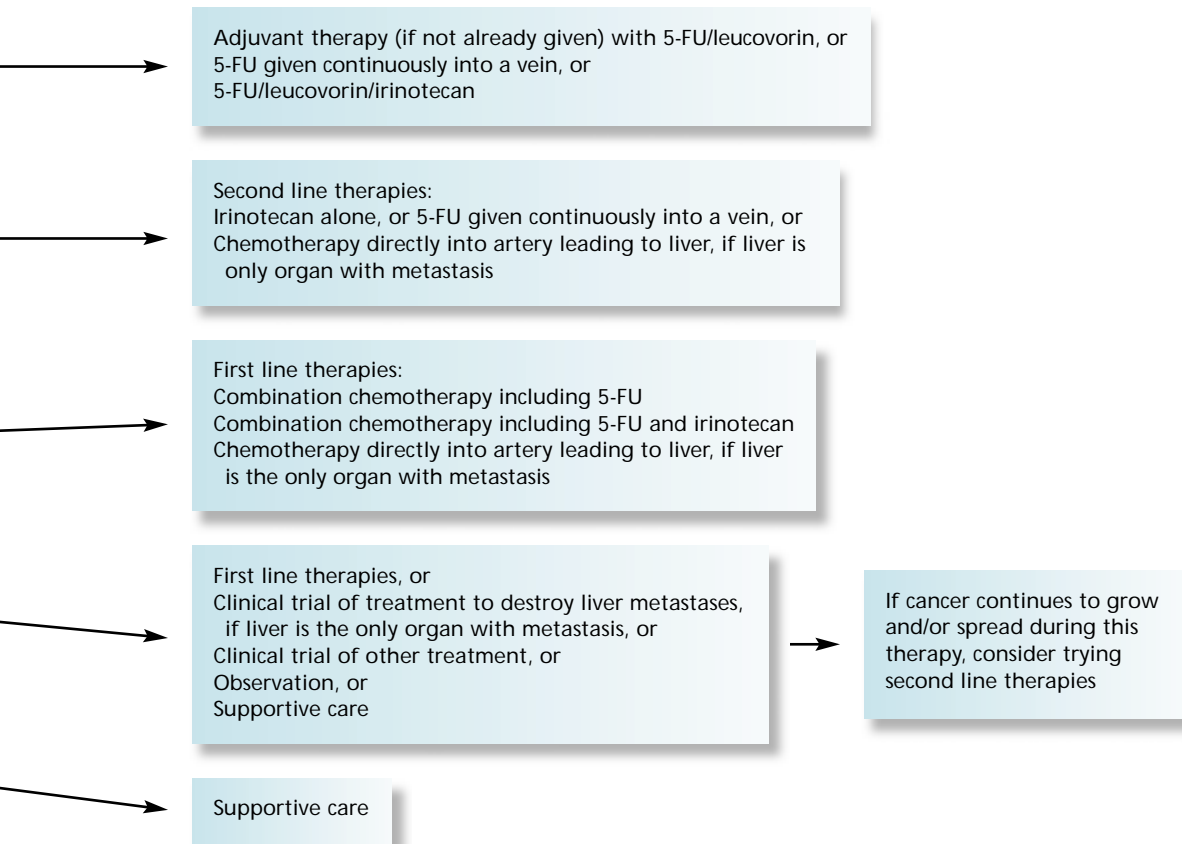 Adjuvant therapy (if not already given) with 5-FU/leucovorin, or
5-FU given continuously into a vein, or
5-FU/leucovorin/irinotecan
Second line therapies:
Irinotecan alone, or 5-FU given continuously into a vein, or
Chemotherapy directly into artery leading to liver, if liver is
only organ with metastasis
First line therapies:
Combination chemotherapy including 5-FU
Combination chemotherapy including 5-FU and irinotecan
Chemotherapy directly into artery leading to liver, if liver
is the only organ with metastasis
First line therapies, or
Clinical trial of treatment to destroy liver metastases,
if liver is the only organ with metastasis, or
Clinical trial of other treatment, or
Observation, or
Supportive care
If cancer continues to grow
and/or spread during this
therapy, consider trying
second line therapies
Supportive care